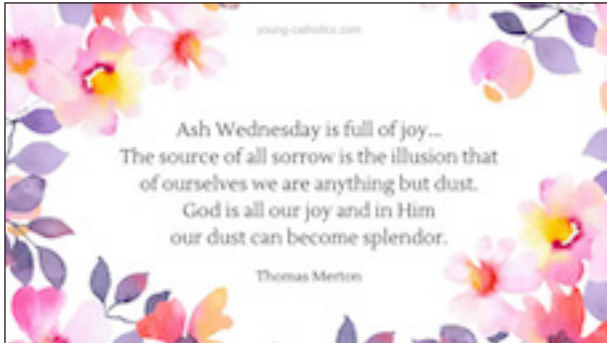 young-catholics.com
Ash Wednesday is full of joy...
The source of all sorrow is the illusion that
of ourselves we are anything but dust.
God is all our joy and in Him
our dust can become splendor.
Thomas Merton